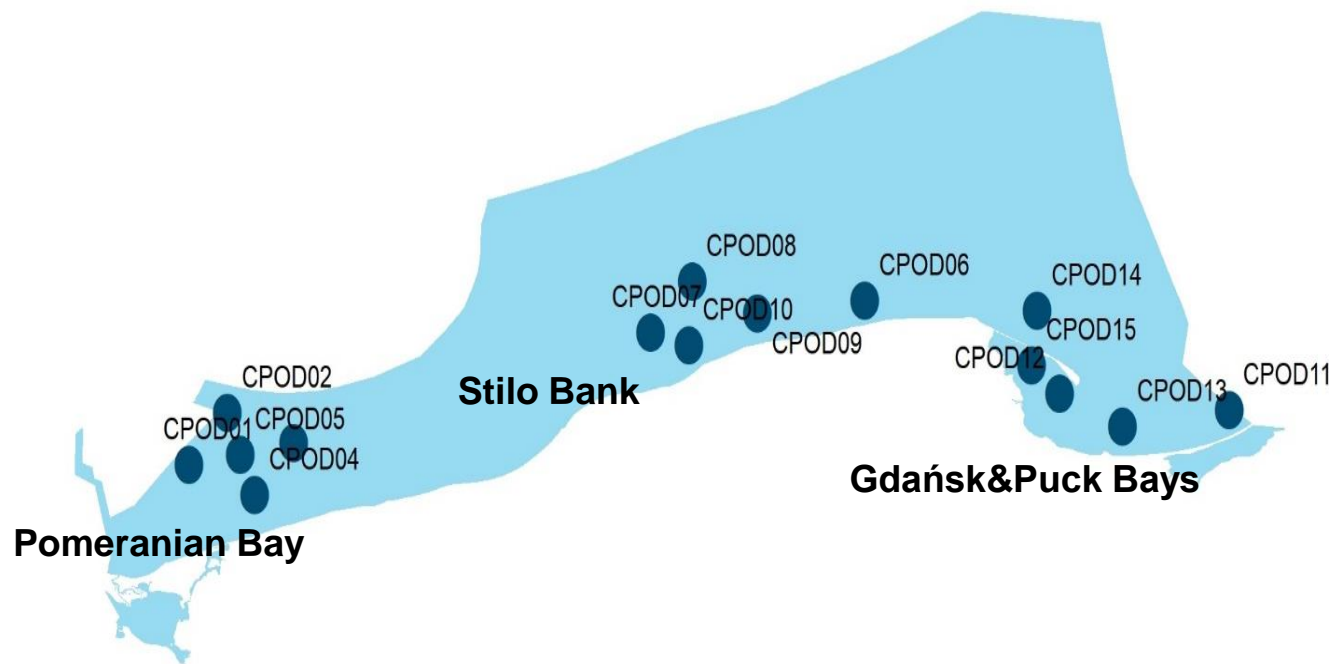 CPOD08
CPOD06
CPOD14
CPOD07
CPOD10
CPOD15
CPOD09
CPOD12
CPOD02
CPOD11
Stilo Bank
CPOD13
CPOD05
CPOD01
CPOD04
Gdańsk&Puck Bays
Pomeranian Bay